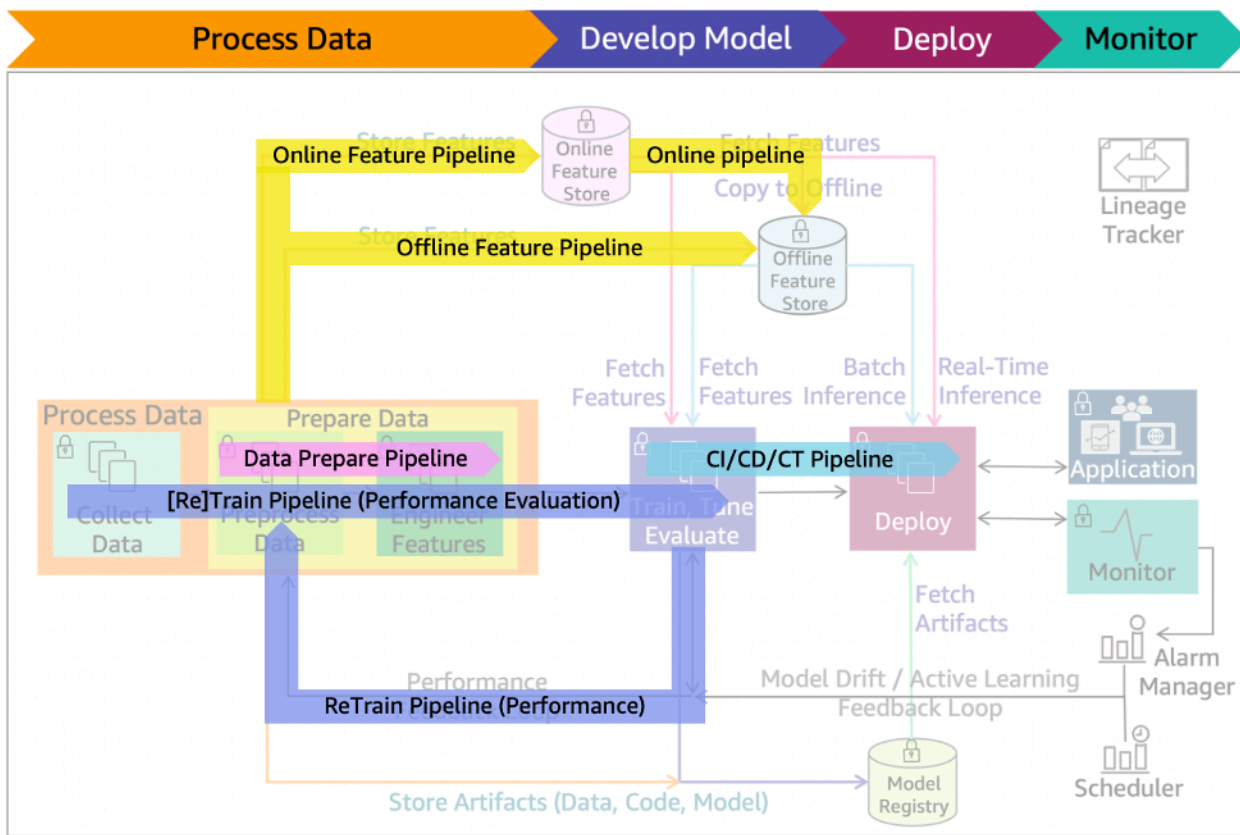 Process Data
Develop Model
Deploy
Monitor
Store Features
Online Feature Pipeline
Online
Feature
Store
Fetch Features
Online pipeline
Copy to Offline
Lineage
Tracker
Store Features
Offline Feature Pipeline
Offline
Feature
Store
Fetch
Features
Fetch
Features
Batch
Inference
Real-Time
Inference
Process Data
Prepare Data
Data Prepare Pipeline
CI/CD/CT Pipeline
Application
[Re]Train Pipeline (Performance Evaluation)
Collect
Data
Preprocess
Data
Engineer
Features
Train, Tune
Evaluate
Deploy
Monitor
Fetch
Artifacts
Alarm
Manager
Performance
Feedback Loop
ReTrain Pipeline (Performance)
Model Drift / Active Learning
Feedback Loop
Scheduler
Model
Registry
Store Artifacts (Data, Code, Model)